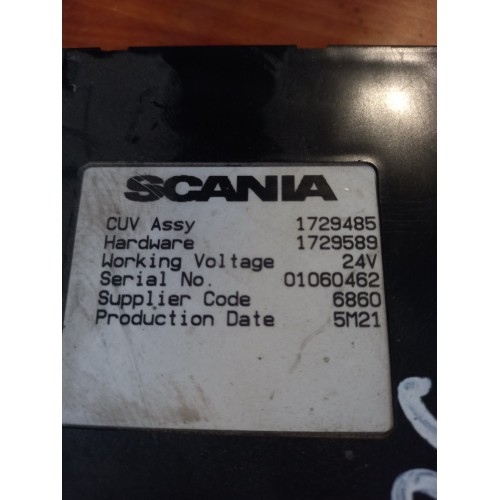 SCANIA
CUV Assy 1729485
Hardware 1729589
Working Voltage 24V
Serial No. 01060462
Supplier Code 6860
Production Date 5M21